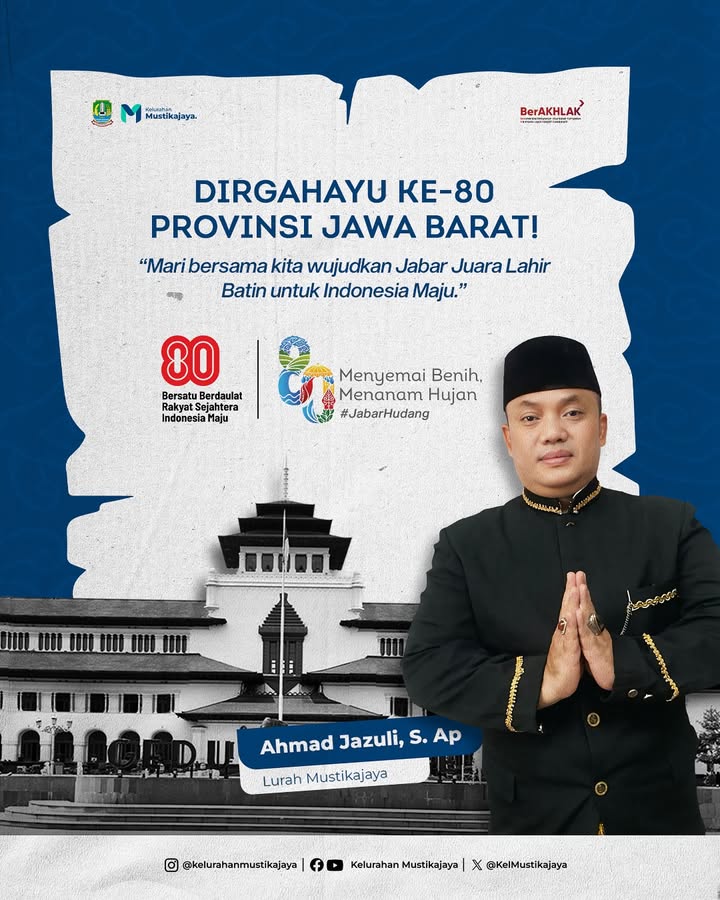 Kelurahan
Mustikajaya.
BerAKHLAK
DIRGAHAYU KE-80
PROVINSI JAWA BARAT!
“Mari bersama kita wujudkan Jabar Juara Lahir
Batin untuk Indonesia Maju.”
80
Bersatu Berdaulat
Rakyat Sejahtera
Indonesia Maju
80
Menyemai Benih,
Menanam Hujan
#JabarHudang
GEDU
Ahmad Jazuli, S. Ap
Lurah Mustikajaya
@kelurahanmustikajaya | Kelurahan Mustikajaya | @KelMustikajaya